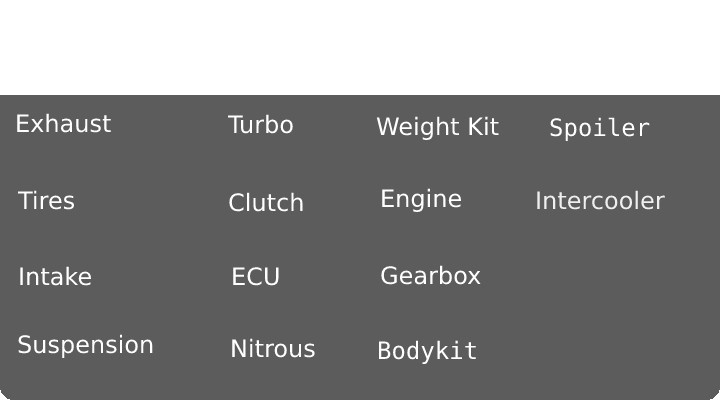 Exhaust Turbo Weight Kit Spoiler
Tires Clutch Engine Intercooler
Intake ECU Gearbox
Suspension Nitrous Bodykit